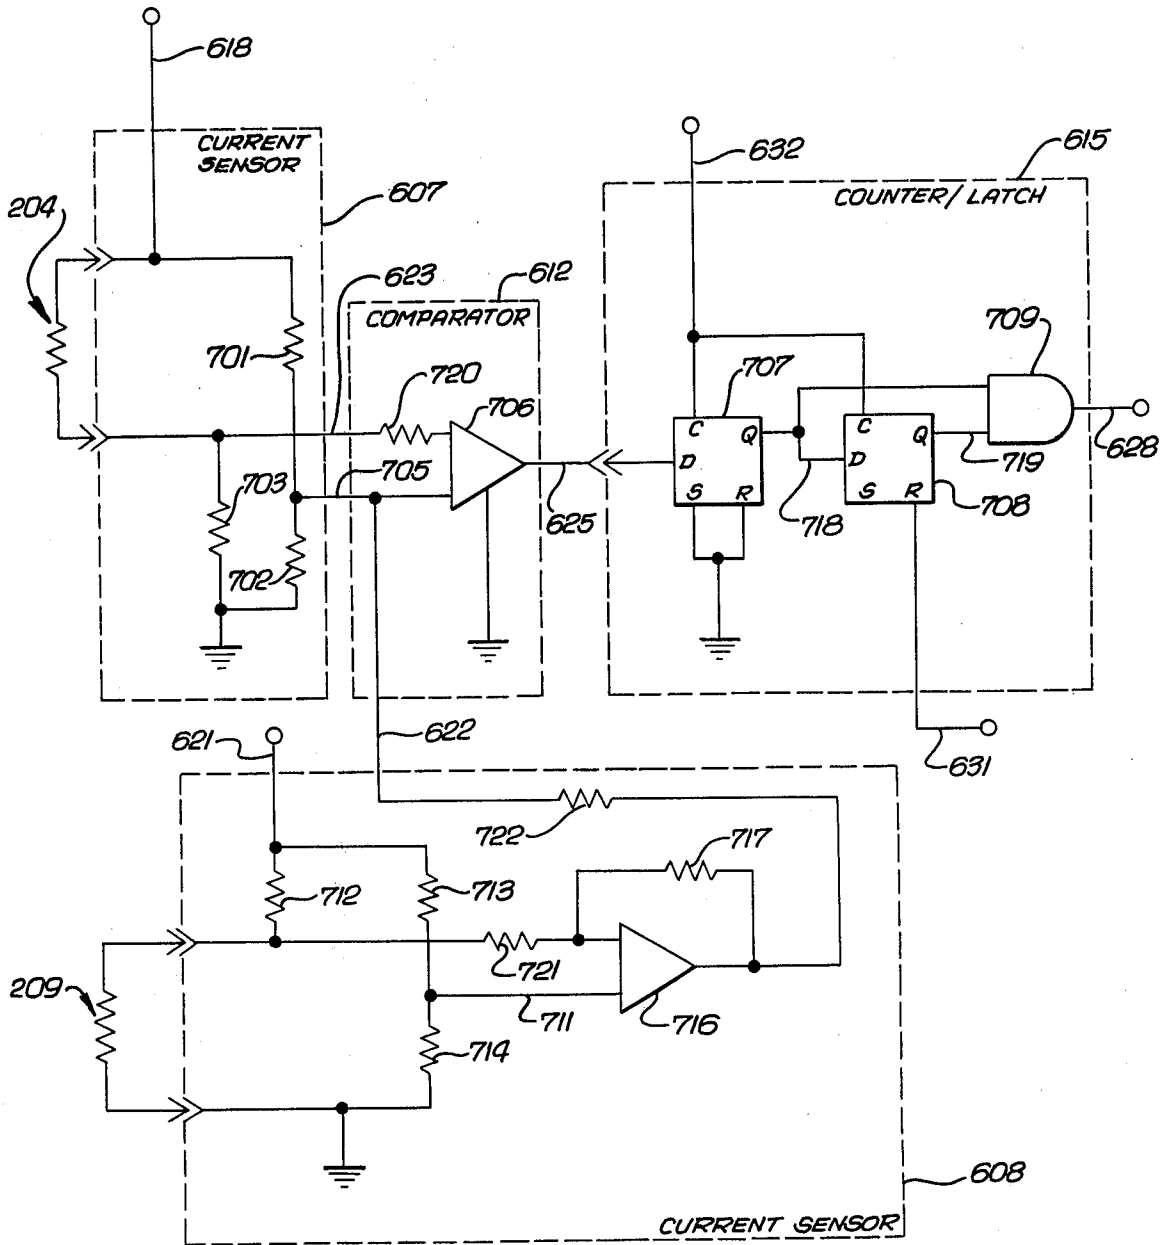 618
CURRENT
SENSOR
607
204
623
612
COMPARATOR
632
615
COUNTER/LATCH
701
720
706
709
707
C
Q
D
S
R
C
Q
D
S
R
703
705
625
718
719
708
628
702
622
621
631
722
717
712
713
721
209
711
716
714
608
CURRENT SENSOR